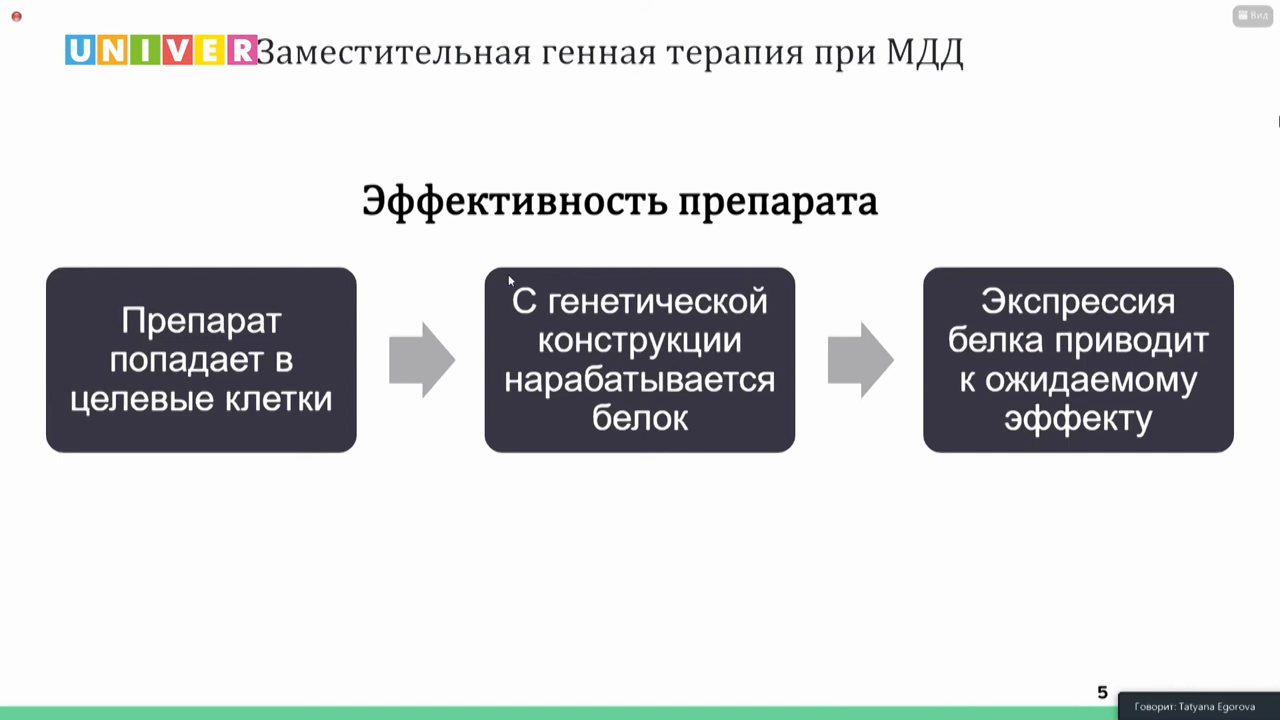 Вид
UNIVER Заместительная генная терапия при МДД
Эффективность препарата
Препарат
попадает в
целевые клетки
С генетической
конструкции
нарабатывается
белок
Экспрессия
белка приводит
к ожидаемому
эффекту
5
Говорит: Tatyana Egorova